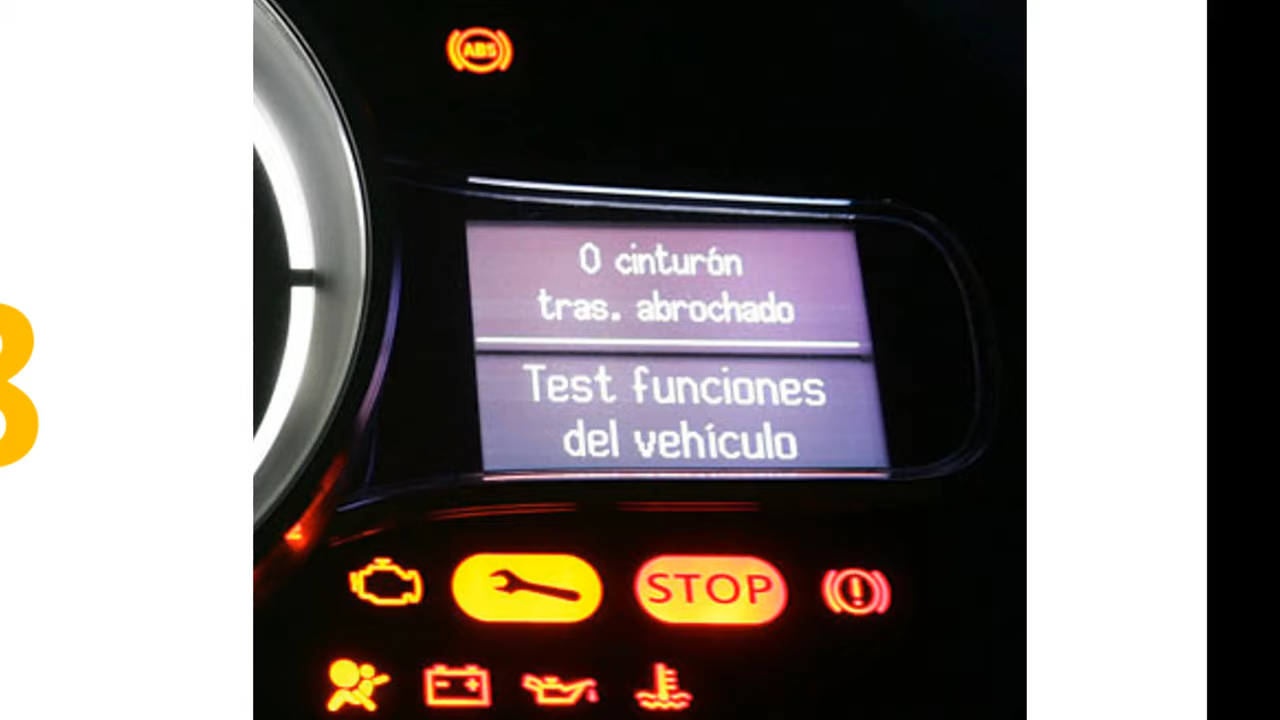 ABS
0 cinturón
tras. abrochado
Test funciones
del vehículo
STOP